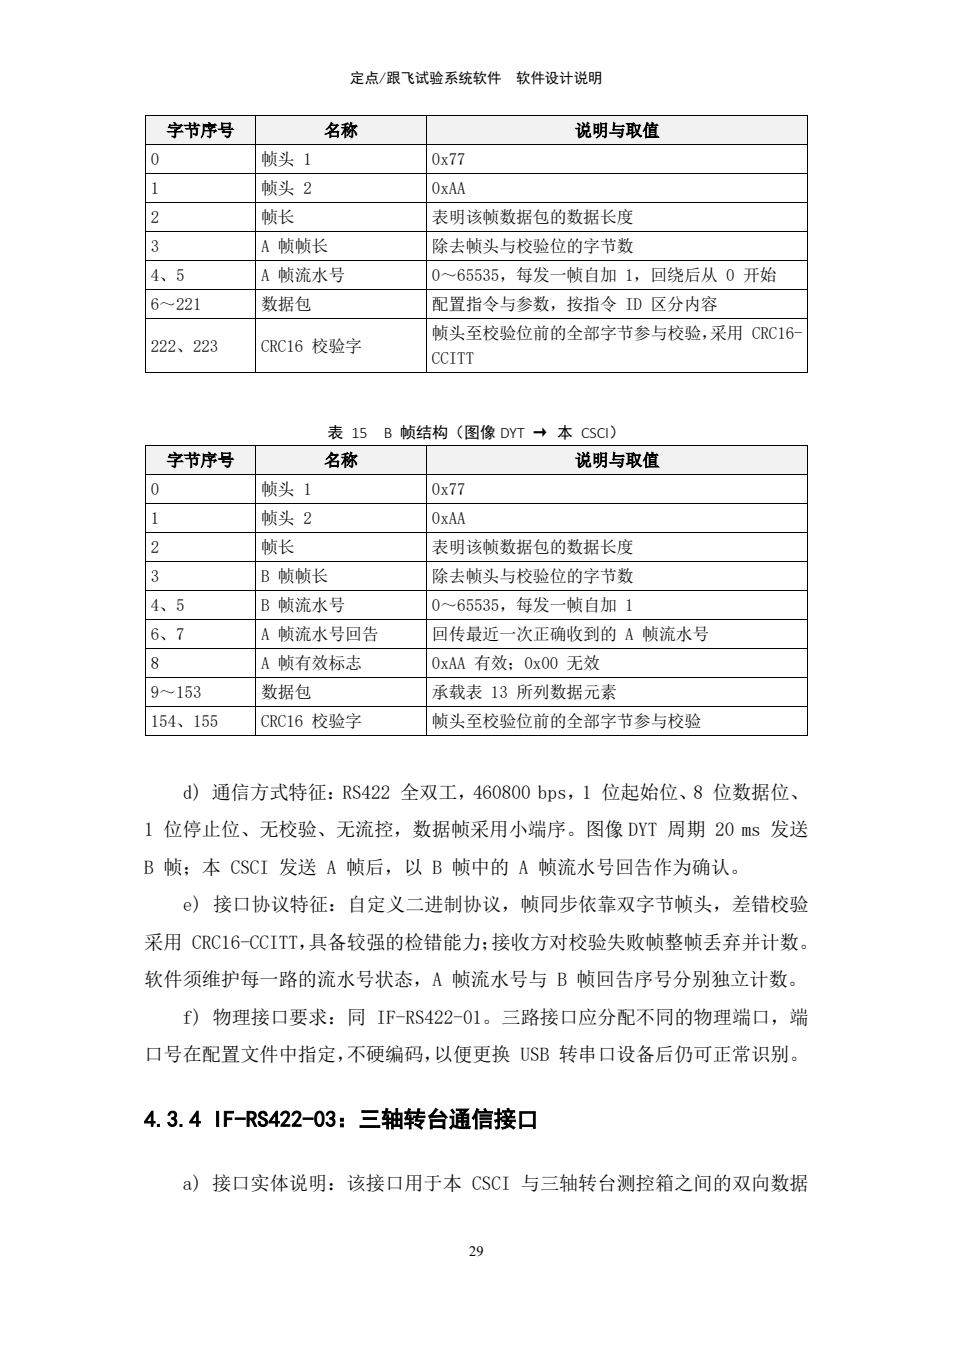 定点/跟飞试验系统软件 软件设计说明
字节序号 名称 说明与取值
0 帧头 1 0x77
1 帧头 2 0xAA
2 帧长 表明该帧数据包的数据长度
3 A 帧帧长 除去帧头与校验位的字节数
4、5 A 帧流水号 0～65535，每发一帧自加 1，回绕后从 0 开始
6～221 数据包 配置指令与参数，按指令 ID 区分内容
222、223 CRC16 校验字 帧头至校验位前的全部字节参与校验，采用 CRC16-
CCITT
表 15 B 帧结构（图像 DYT → 本 CSCI）
字节序号 名称 说明与取值
0 帧头 1 0x77
1 帧头 2 0xAA
2 帧长 表明该帧数据包的数据长度
3 B 帧帧长 除去帧头与校验位的字节数
4、5 B 帧流水号 0～65535，每发一帧自加 1
6、7 A 帧流水号回告 回传最近一次正确收到的 A 帧流水号
8 A 帧有效标志 0xAA 有效；0x00 无效
9～153 数据包 承载表 13 所列数据元素
154、155 CRC16 校验字 帧头至校验位前的全部字节参与校验
d) 通信方式特征：RS422 全双工，460800 bps，1 位起始位、8 位数据位、
1 位停止位、无校验、无流控，数据帧采用小端序。图像 DYT 周期 20 ms 发送
B 帧；本 CSCI 发送 A 帧后，以 B 帧中的 A 帧流水号回告作为确认。
e) 接口协议特征：自定义二进制协议，帧同步依靠双字节帧头，差错校验
采用 CRC16-CCITT，具备较强的检错能力；接收方对校验失败帧整帧丢弃并计数。
软件须维护每一路的流水号状态，A 帧流水号与 B 帧回告序号分别独立计数。
f) 物理接口要求：同 IF-RS422-01。三路接口应分配不同的物理端口，端
口号在配置文件中指定，不硬编码，以便更换 USB 转串口设备后仍可正常识别。
4.3.4 IF-RS422-03：三轴转台通信接口
a) 接口实体说明：该接口用于本 CSCI 与三轴转台测控箱之间的双向数据
29